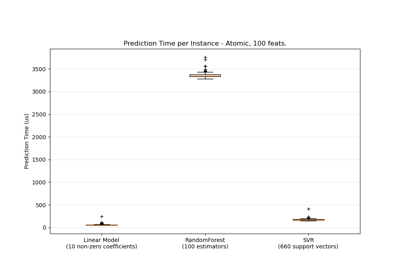 Prediction Time per Instance - Atomic, 100 feats.
3500
3000
2500
2000
1500
1000
500
0
Prediction Time (us)
Linear Model
(10 non-zero coefficients)
RandomForest
(100 estimators)
SVR
(660 support vectors)